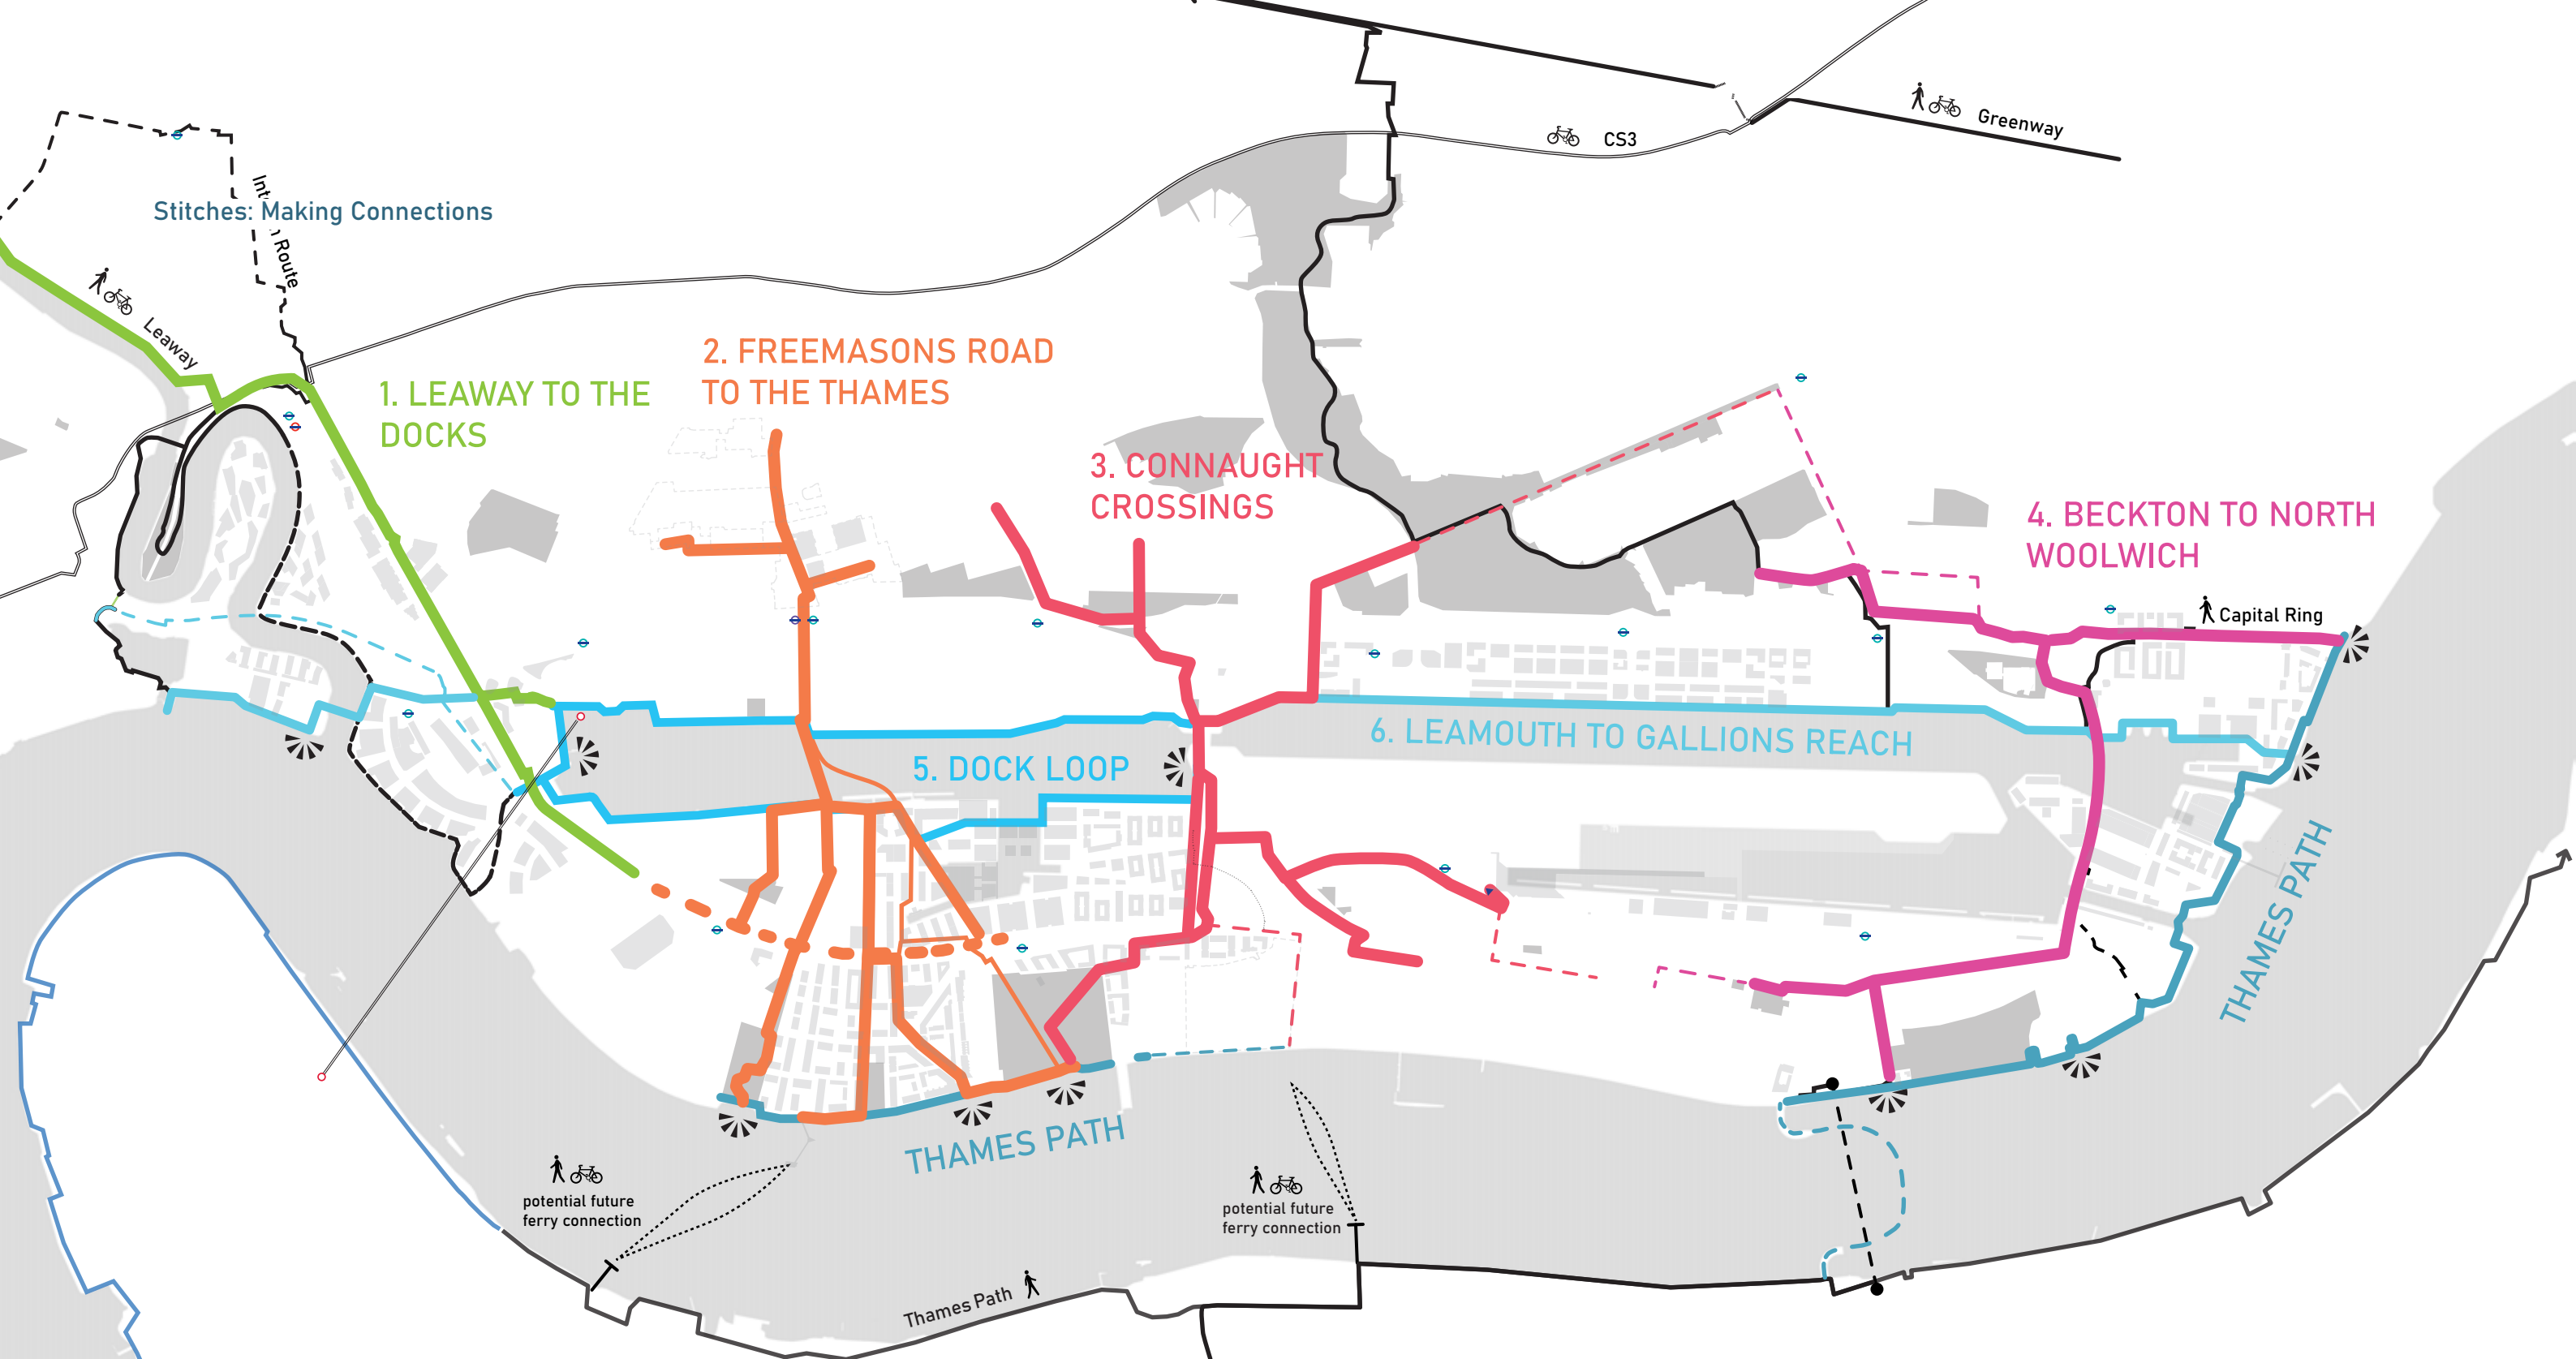 CS3
Greenway
Stitches: Making Connections
Route
Leaway
1. LEAWAY TO THE
DOCKS
2. FREEMASONS ROAD
TO THE THAMES
3. CONNAUGHT
CROSSINGS
4. BECKTON TO NORTH
WOOLWICH
Capital Ring
5. DOCK LOOP
6. LEAMOUTH TO GALLIONS REACH
THAMES PATH
THAMES PATH
potential future
ferry connection
potential future
ferry connection
Thames Path